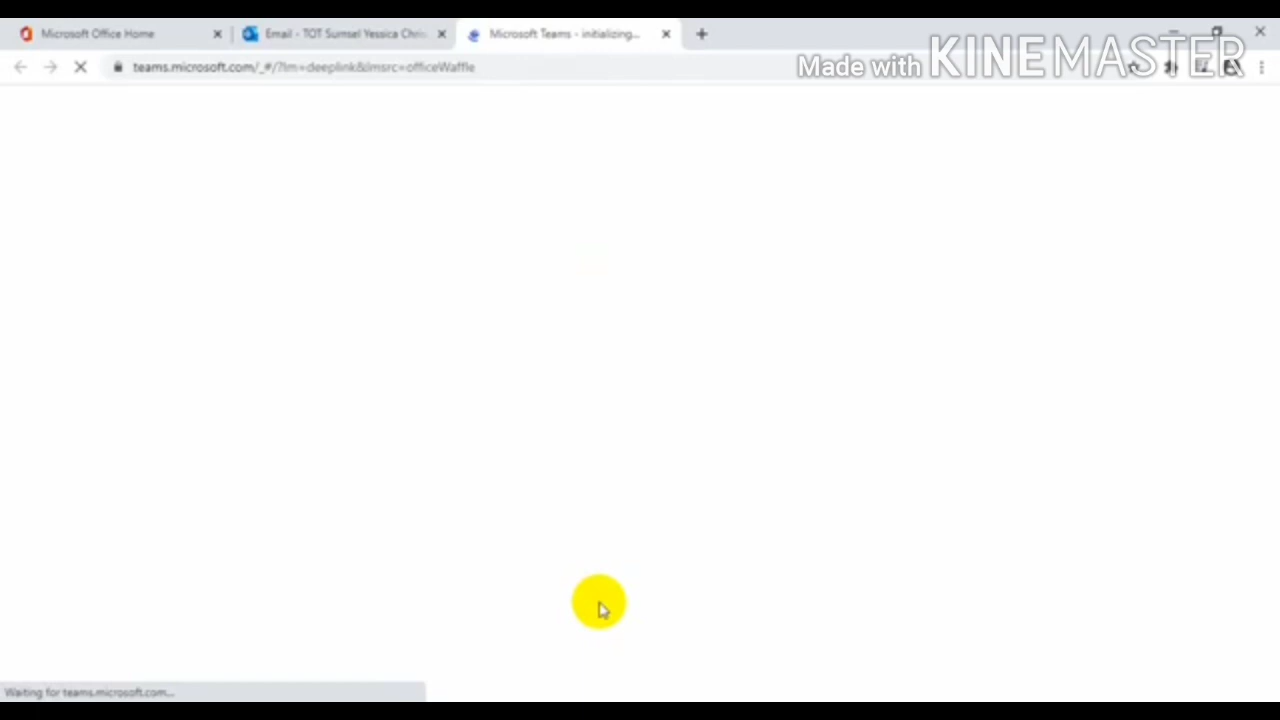 Microsoft Office Home
Email - TOT Sumsel Yessica Chris
Microsoft Teams - initializing...
teams.microsoft.com/_#/?lm=deeplink&lmsrc=officeWaffle
Made with KINEMASTER
Waiting for teams.microsoft.com...